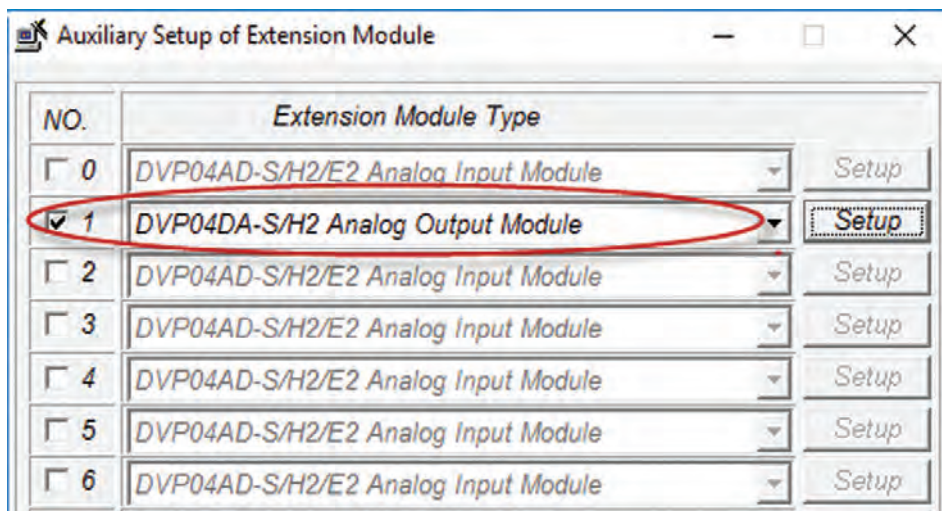 Auxiliary Setup of Extension Module
NO. Extension Module Type
0 DVP04AD-S/H2/E2 Analog Input Module Setup
1 DVP04DA-S/H2 Analog Output Module Setup
2 DVP04AD-S/H2/E2 Analog Input Module Setup
3 DVP04AD-S/H2/E2 Analog Input Module Setup
4 DVP04AD-S/H2/E2 Analog Input Module Setup
5 DVP04AD-S/H2/E2 Analog Input Module Setup
6 DVP04AD-S/H2/E2 Analog Input Module Setup